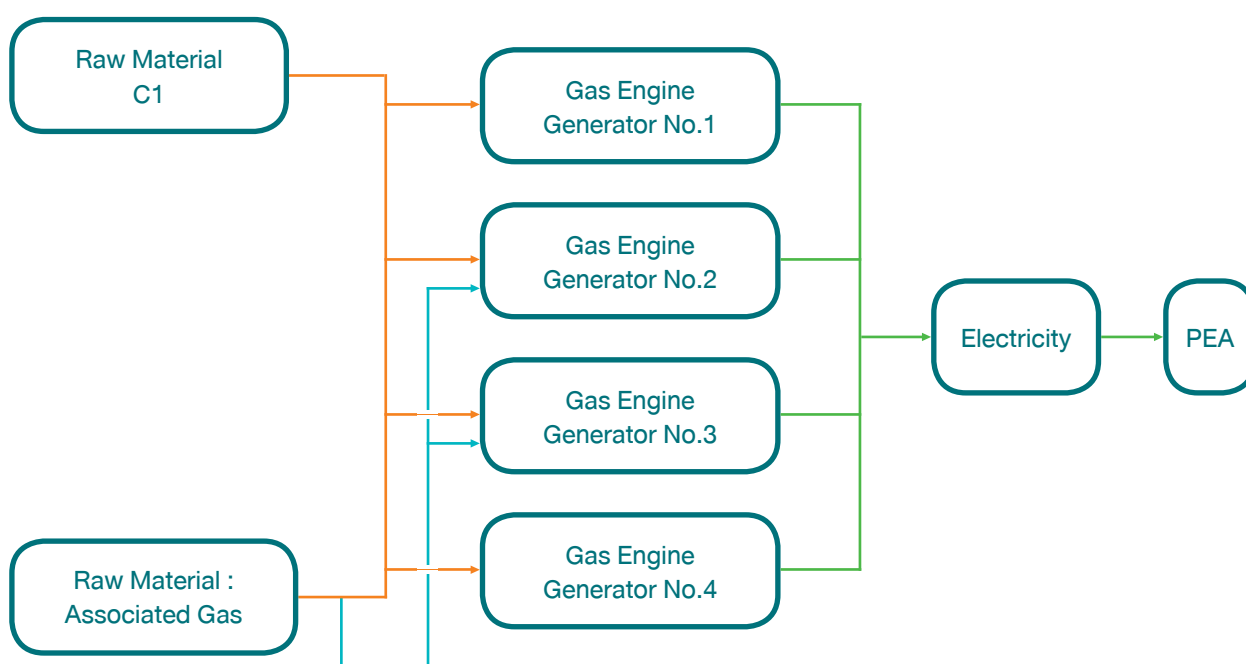 Raw Material
C1
Gas Engine
Generator No.1
Gas Engine
Generator No.2
Gas Engine
Generator No.3
Gas Engine
Generator No.4
Raw Material :
Associated Gas
Electricity
PEA